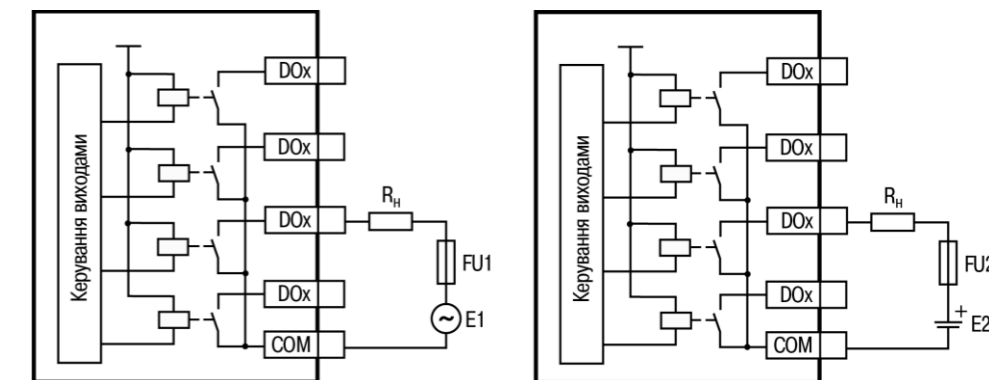 Керування виходами
DOx
DOx
DOx
DOx
COM
Rн
FU1
E1
Керування виходами
DOx
DOx
DOx
DOx
COM
Rн
FU2
+
E2